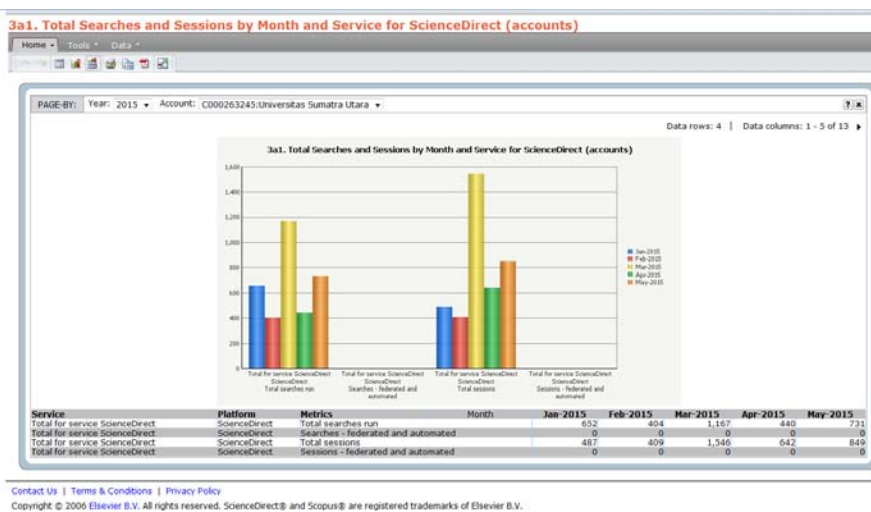 3a1. Total Searches and Sessions by Month and Service for ScienceDirect (accounts)
Home Tools Data
PAGE-BY: Year: 2015 Account: C000263245:Universitas Sumatra Utara
Data rows: 4 | Data columns: 1 - 5 of 13
3a1. Total Searches and Sessions by Month and Service for ScienceDirect (accounts)
1,600
1,400
1,200
1,000
800
600
400
200
0
Jan-2015
Feb-2015
Mar-2015
Apr-2015
May-2015
Total for service ScienceDirect Total for service ScienceDirect Total for service ScienceDirect Total for service ScienceDirect
ScienceDirect ScienceDirect ScienceDirect ScienceDirect
Total searches run Searches - federated and Total sessions Sessions - federated and
automated automated
Service Platform Metrics Month Jan-2015 Feb-2015 Mar-2015 Apr-2015 May-2015
Total for service ScienceDirect ScienceDirect Total searches run 652 404 1,167 440 731
Total for service ScienceDirect ScienceDirect Searches - federated and automated 0 0 0 0 0
Total for service ScienceDirect ScienceDirect Total sessions 487 409 1,546 642 849
Total for service ScienceDirect ScienceDirect Sessions - federated and automated 0 0 0 0 0
Contact Us | Terms & Conditions | Privacy Policy
Copyright © 2006 Elsevier B.V. All rights reserved. ScienceDirect® and Scopus® are registered trademarks of Elsevier B.V.